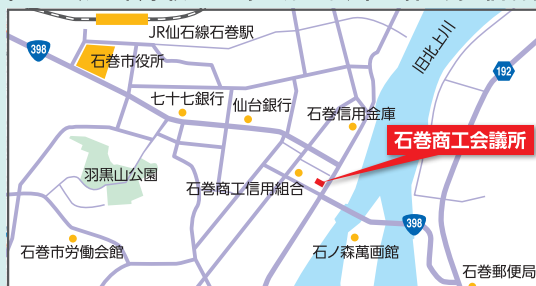 JR仙石線石巻駅
398
石巻市役所
旧北上川
192
七十七銀行
仙台銀行
石巻信用金庫
石巻商工会議所
羽黒山公園
石巻商工信用組合
398
石巻市労働会館
石ノ森萬画館
石巻郵便局